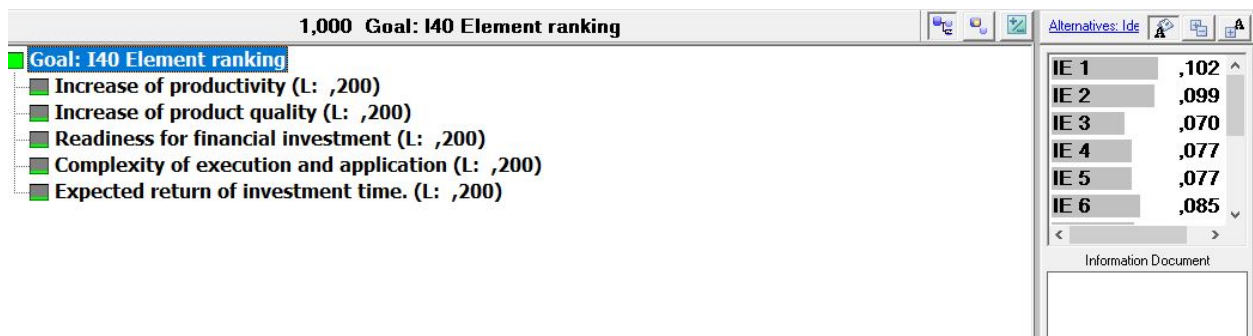 1,000 Goal: I40 Element ranking
Goal: I40 Element ranking
Increase of productivity (L: ,200)
Increase of product quality (L: ,200)
Readiness for financial investment (L: ,200)
Complexity of execution and application (L: ,200)
Expected return of investment time. (L: ,200)
Alternatives: Ide
IE 1 ,102
IE 2 ,099
IE 3 ,070
IE 4 ,077
IE 5 ,077
IE 6 ,085
Information Document